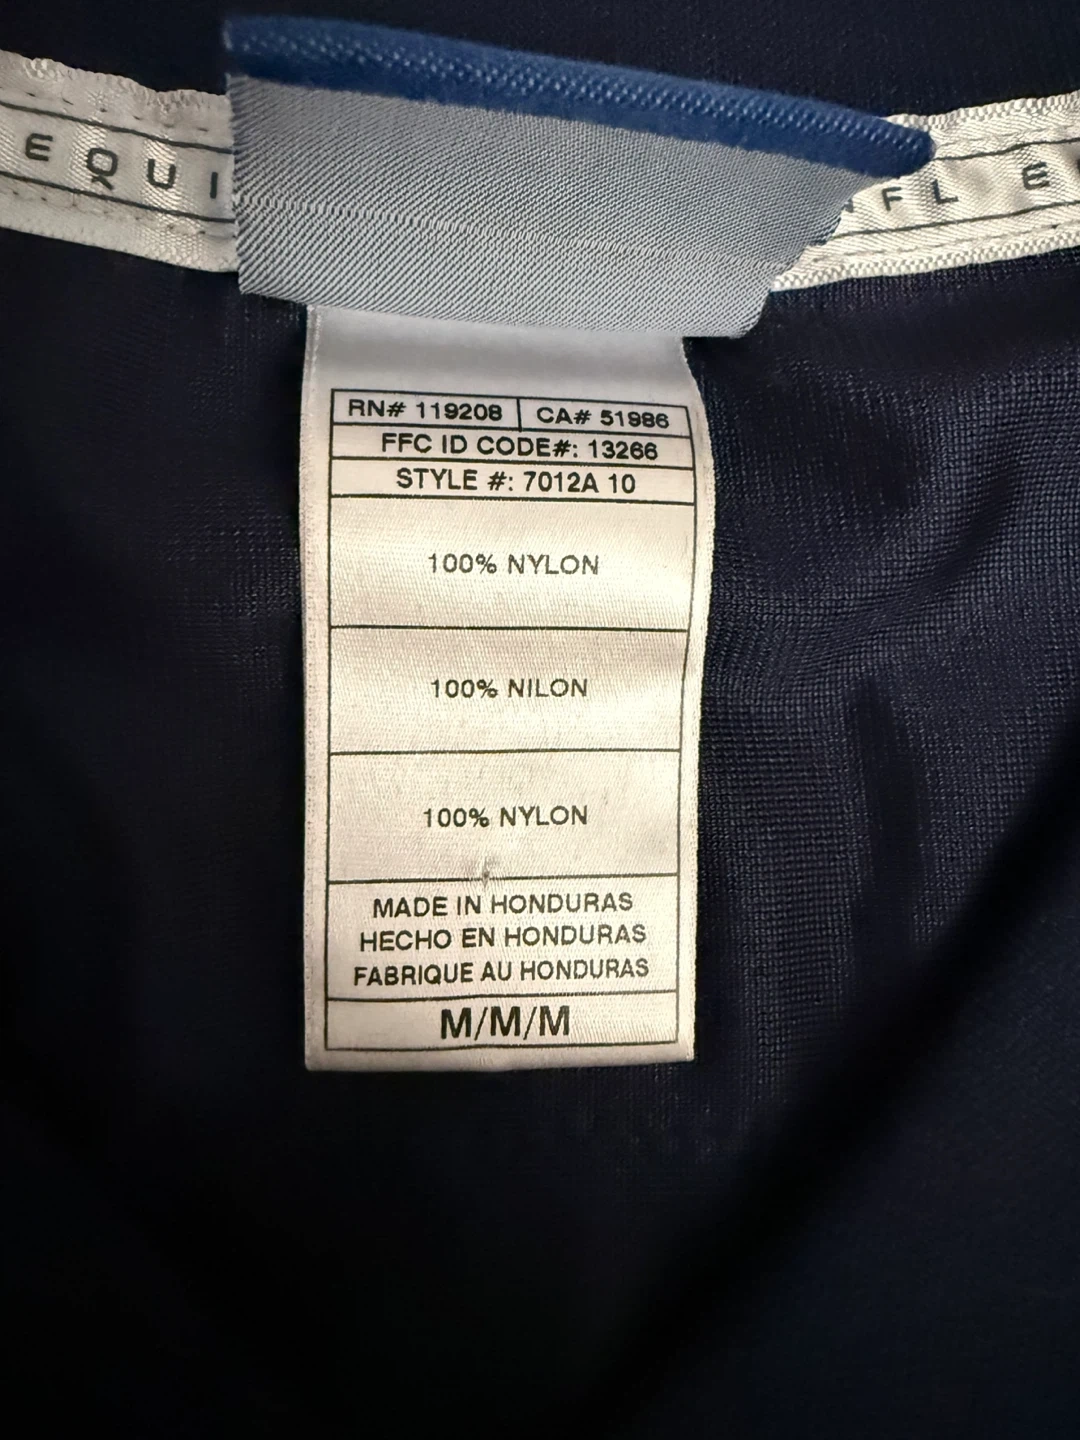 EQUI
NFL E
RN# 119208 CA# 51986
FFC ID CODE#: 13266
STYLE #: 7012A 10
100% NYLON
100% NILON
100% NYLON
MADE IN HONDURAS
HECHO EN HONDURAS
FABRIQUE AU HONDURAS
M/M/M